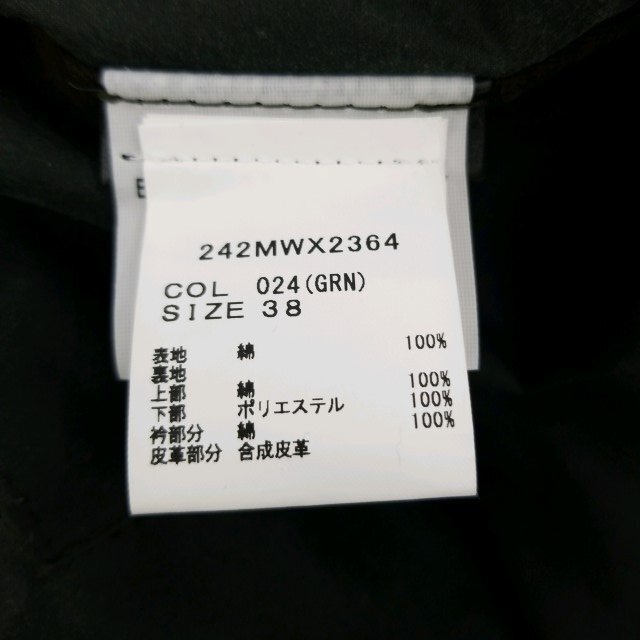 242MWX2364
COL 024(GRN)
SIZE 38
表地 綿 100%
裏地
上部 綿 100%
下部 ポリエステル 100%
衿部分 綿 100%
皮革部分 合成皮革